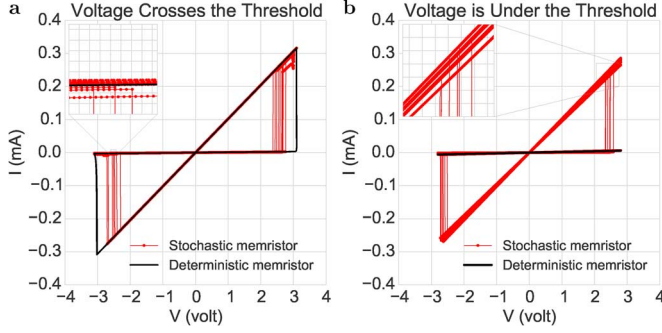 a
Voltage Crosses the Threshold
0.4
0.3
0.2
0.1
0.0
−0.1
−0.2
−0.3
−0.4
I (mA)
Stochastic memristor
Deterministic memristor
−4 −3 −2 −1 0 1 2 3 4
V (volt)
b
Voltage is Under the Threshold
0.4
0.3
0.2
0.1
0.0
−0.1
−0.2
−0.3
−0.4
I (mA)
Stochastic memristor
Deterministic memristor
−4 −3 −2 −1 0 1 2 3 4
V (volt)